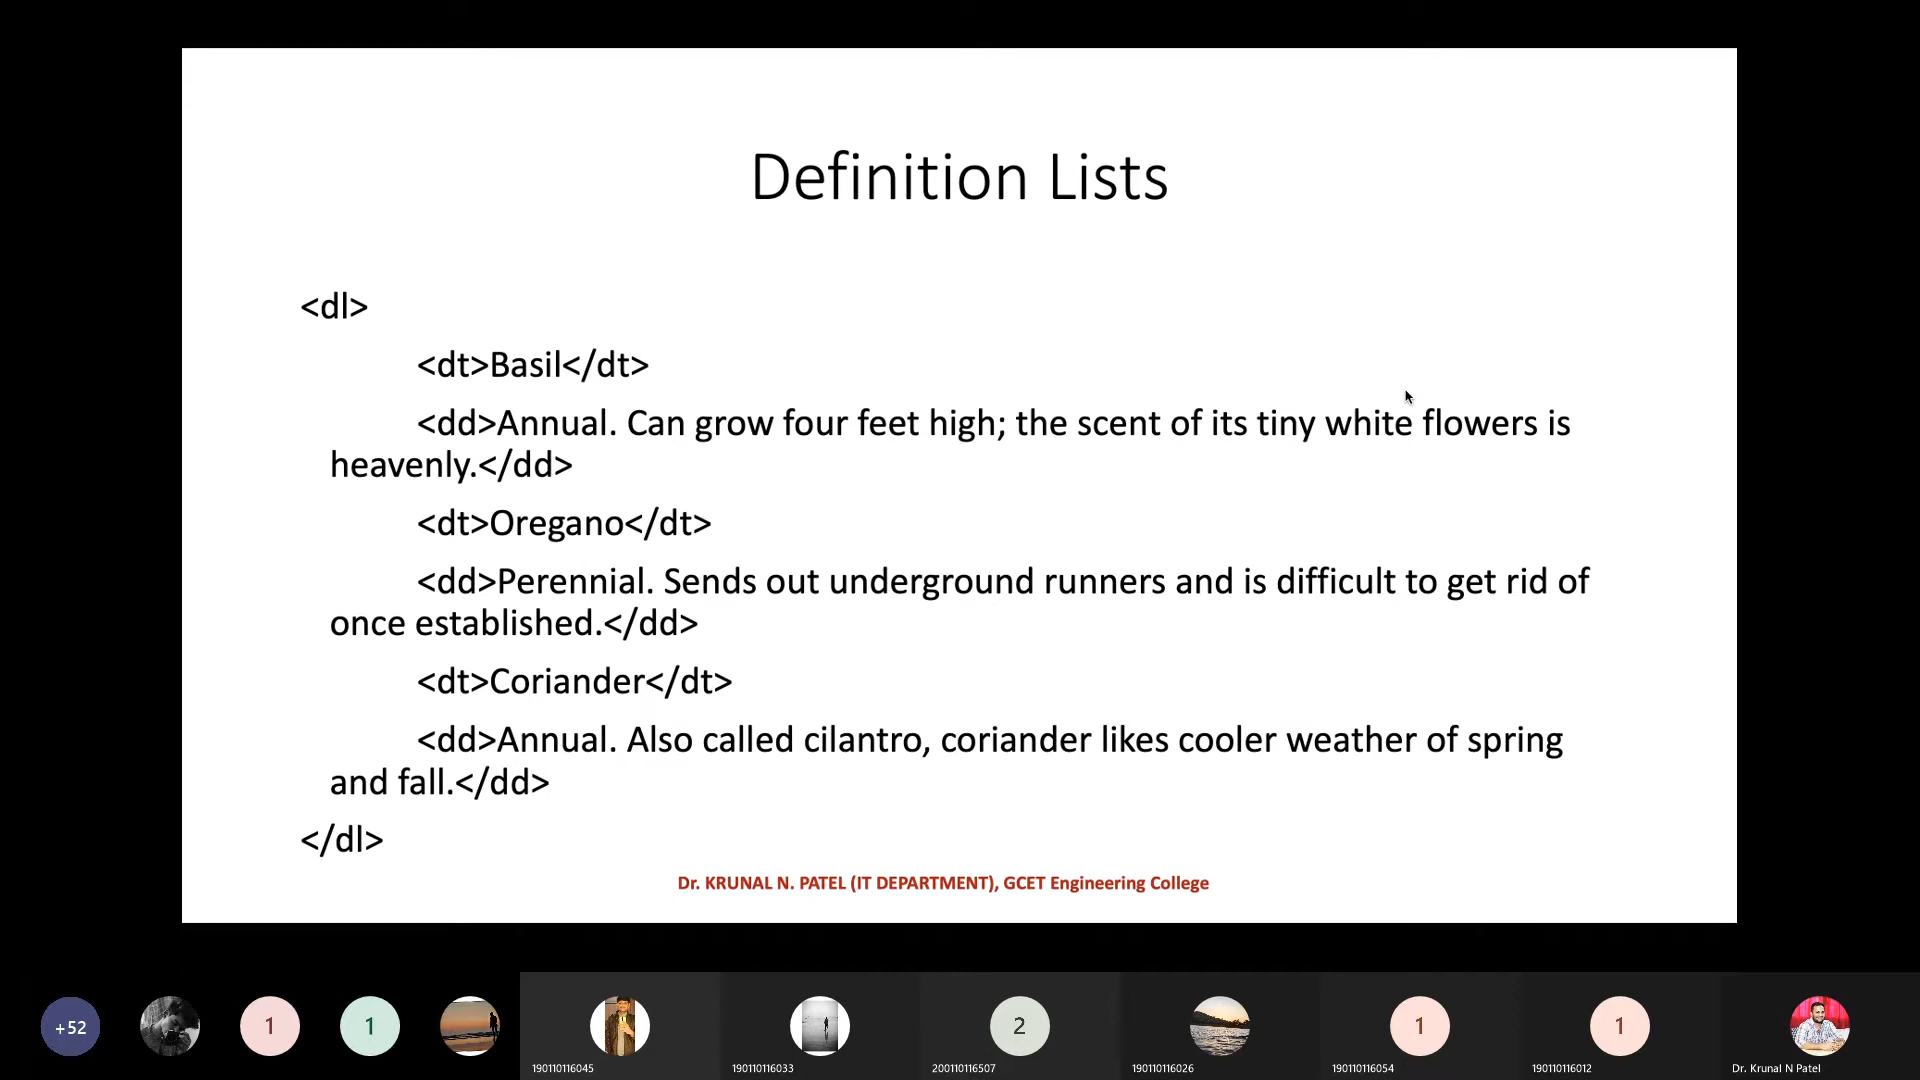 Definition Lists
<dl>
<dt>Basil</dt>
<dd>Annual. Can grow four feet high; the scent of its tiny white flowers is
heavenly.</dd>
<dt>Oregano</dt>
<dd>Perennial. Sends out underground runners and is difficult to get rid of
once established.</dd>
<dt>Coriander</dt>
<dd>Annual. Also called cilantro, coriander likes cooler weather of spring
and fall.</dd>
</dl>
Dr. KRUNAL N. PATEL (IT DEPARTMENT), GCET Engineering College
+52
1
1
2
1
1
190110116045
190110116033
200110116507
190110116026
190110116054
190110116012
Dr. Krunal N Patel